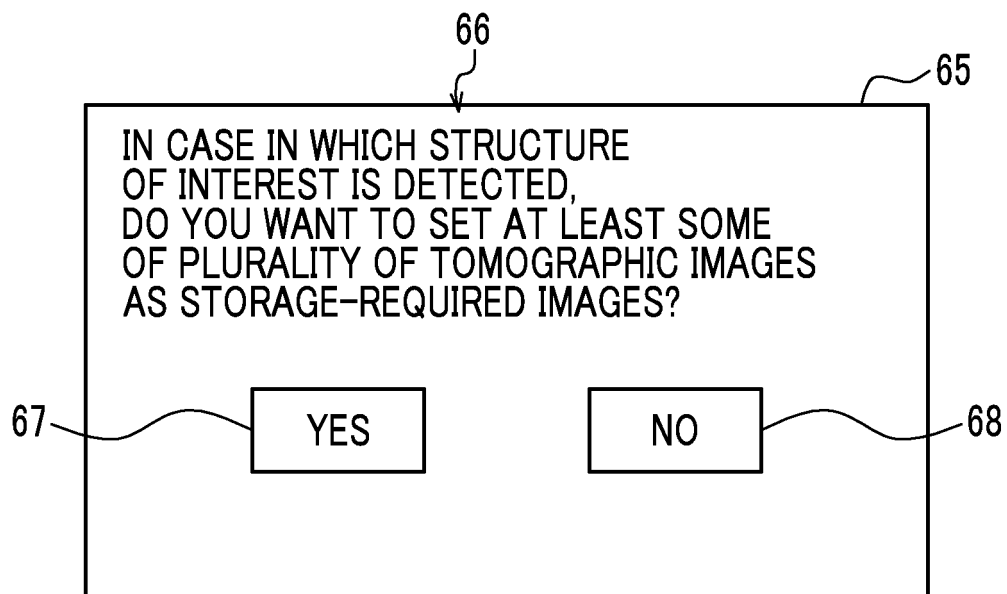 66
65
IN CASE IN WHICH STRUCTURE
OF INTEREST IS DETECTED,
DO YOU WANT TO SET AT LEAST SOME
OF PLURALITY OF TOMOGRAPHIC IMAGES
AS STORAGE-REQUIRED IMAGES?
67 YES NO 68